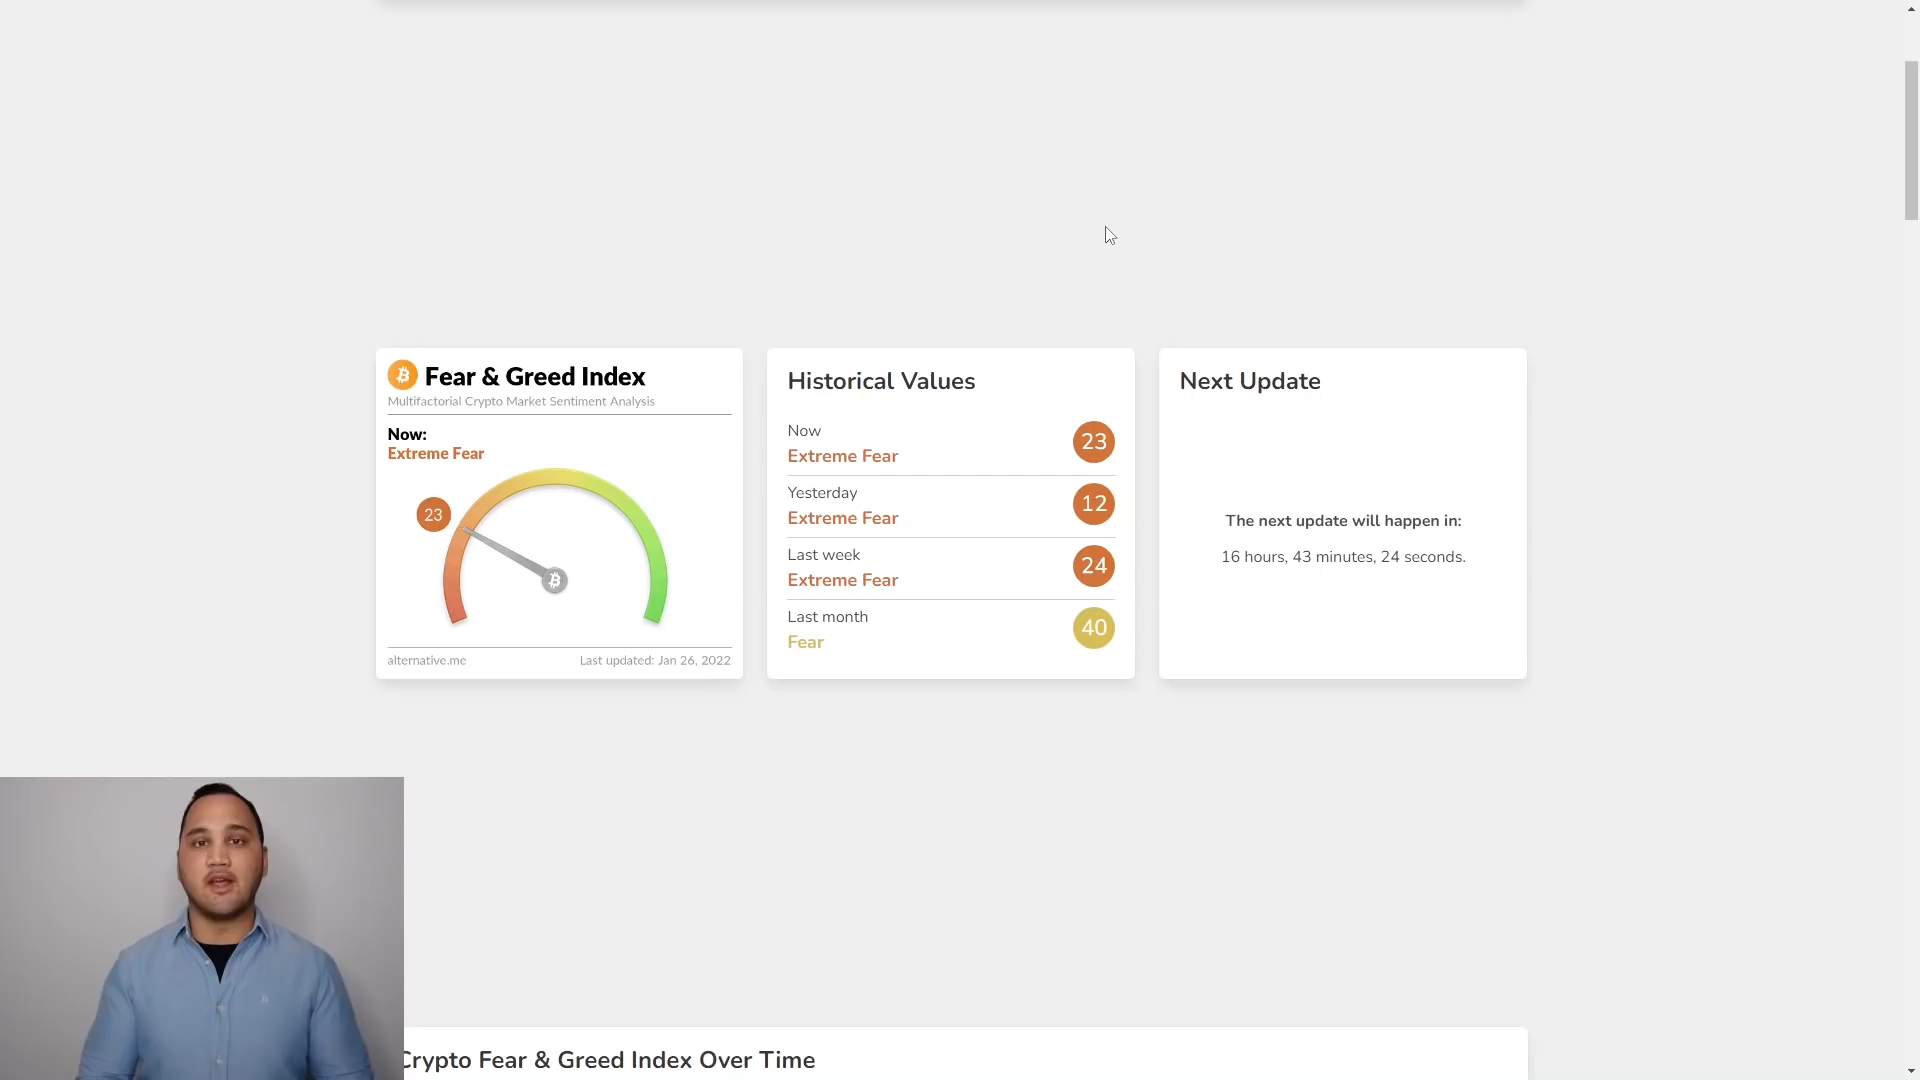 Fear & Greed Index
Multifactorial Crypto Market Sentiment Analysis
Now:
Extreme Fear
23
alternative.me
Last updated: Jan 26, 2022
Historical Values
Now
Extreme Fear
23
Yesterday
Extreme Fear
12
Last week
Extreme Fear
24
Last month
Fear
40
Next Update
The next update will happen in:
16 hours, 43 minutes, 24 seconds.
Crypto Fear & Greed Index Over Time